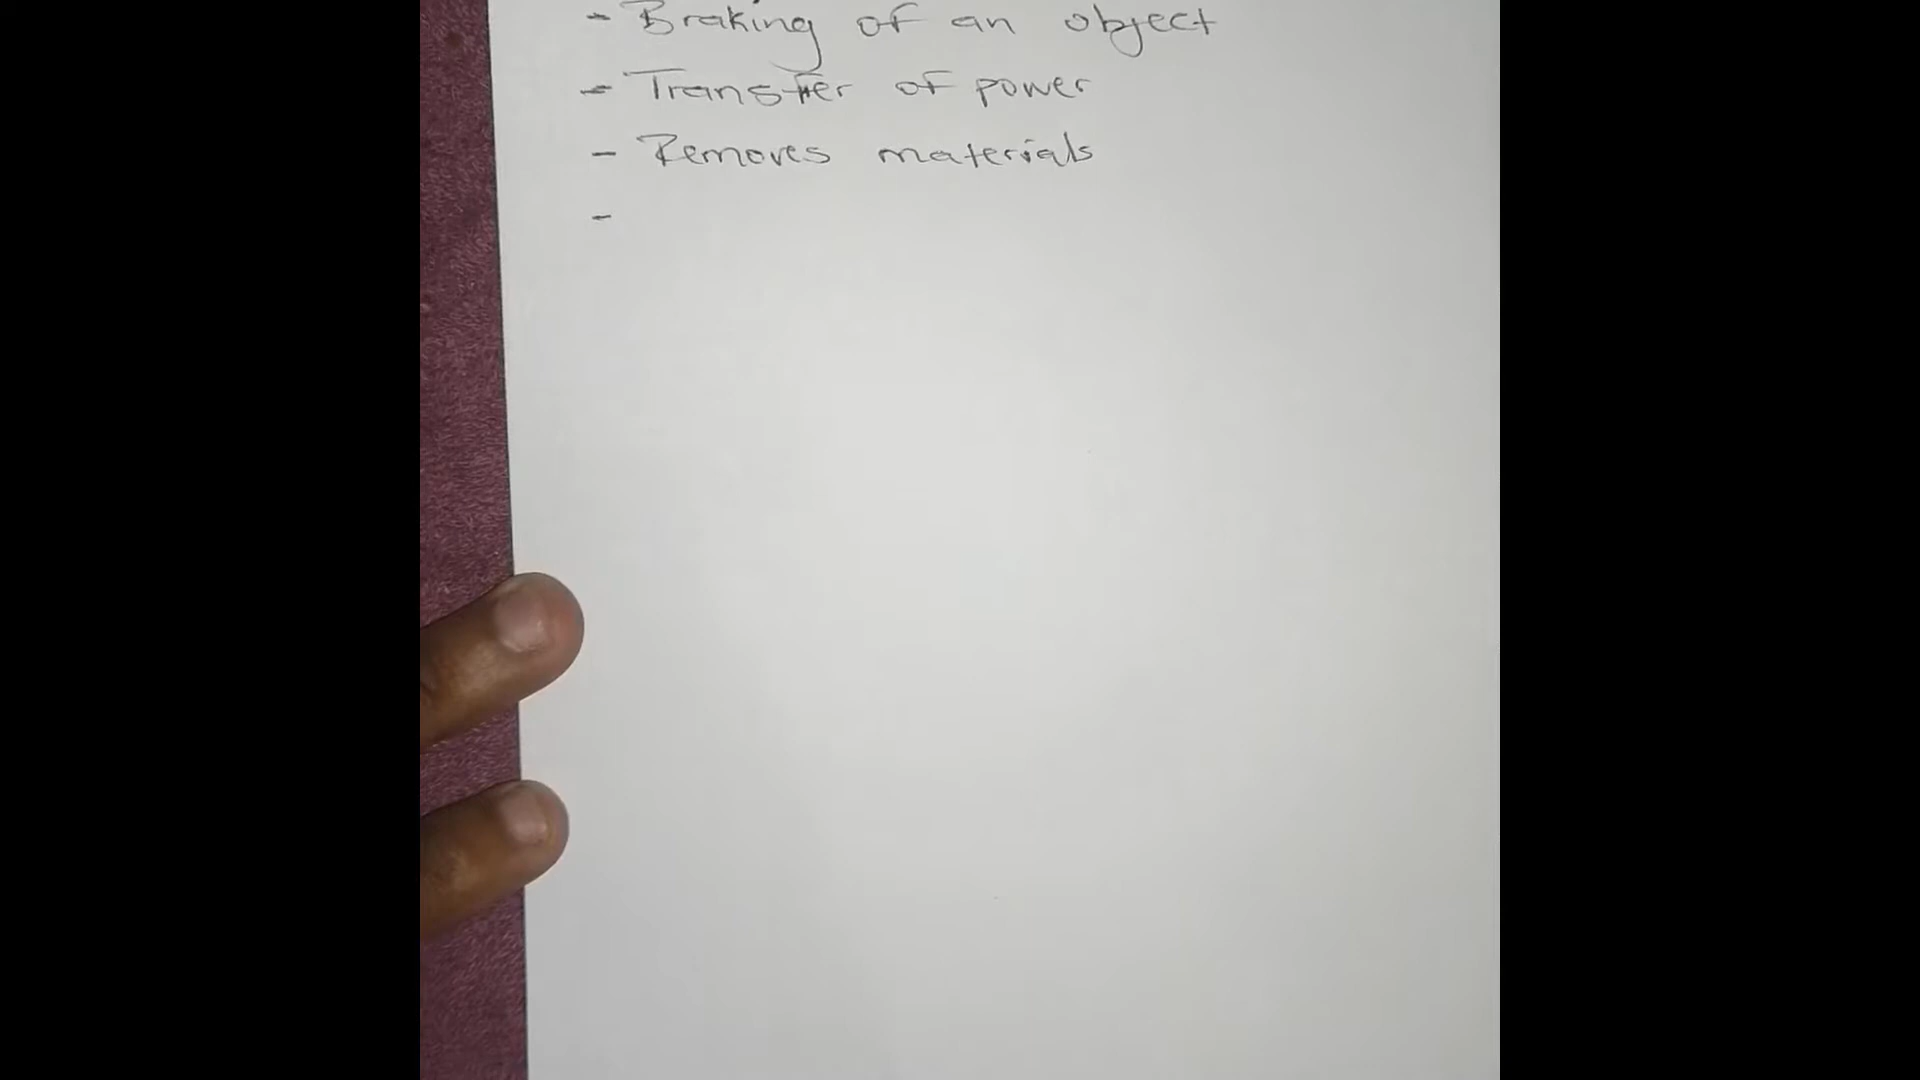 - Braking of an object
- Transfer of power
- Removes materials
-